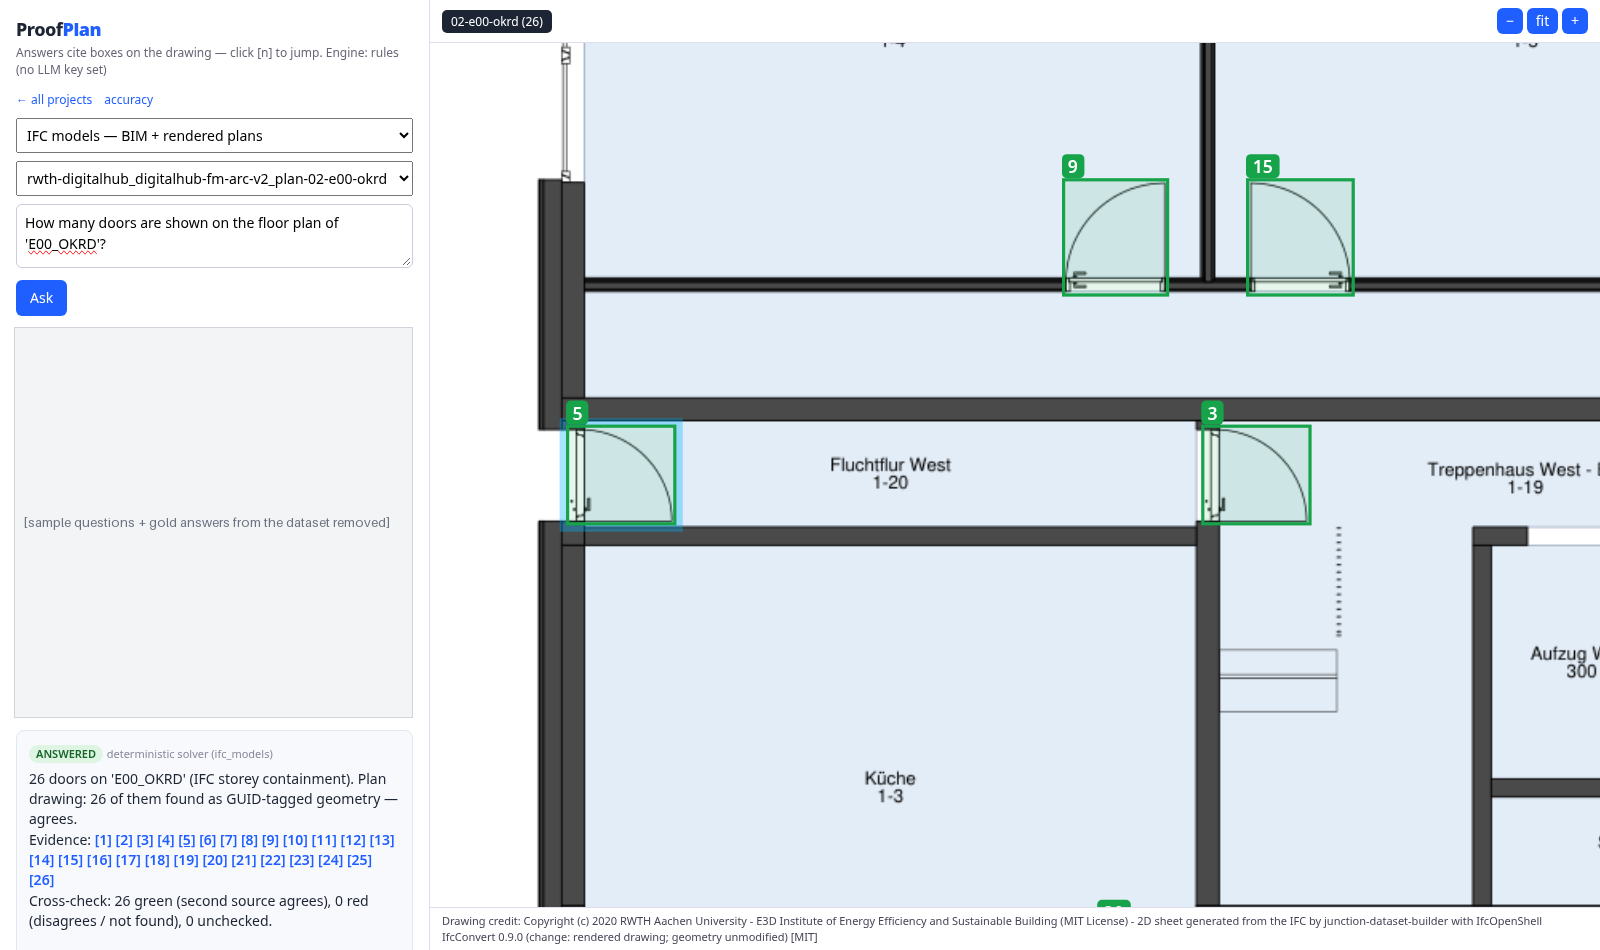 ProofPlan
Answers cite boxes on the drawing — click [n] to jump. Engine: rules
(no LLM key set)
← all projects accuracy
IFC models — BIM + rendered plans
rwth-digitalhub_digitalhub-fm-arc-v2_plan-02-e00-okrd
How many doors are shown on the floor plan of
'E00_OKRD'?
Ask
[sample questions + gold answers from the dataset removed]
ANSWERED deterministic solver (ifc_models)
26 doors on 'E00_OKRD' (IFC storey containment). Plan
drawing: 26 of them found as GUID-tagged geometry —
agrees.
Evidence: [1] [2] [3] [4] [5] [6] [7] [8] [9] [10] [11] [12] [13]
[14] [15] [16] [17] [18] [19] [20] [21] [22] [23] [24] [25]
[26]
Cross-check: 26 green (second source agrees), 0 red
(disagrees / not found), 0 unchecked.
02-e00-okrd (26)
− fit +
9
15
5
3
Fluchtflur West
1-20
Treppenhaus West -
1-19
Aufzug
300
Küche
1-3
Drawing credit: Copyright (c) 2020 RWTH Aachen University - E3D Institute of Energy Efficiency and Sustainable Building (MIT License) - 2D sheet generated from the IFC by junction-dataset-builder with IfcOpenShell
IfcConvert 0.9.0 (change: rendered drawing; geometry unmodified) [MIT]